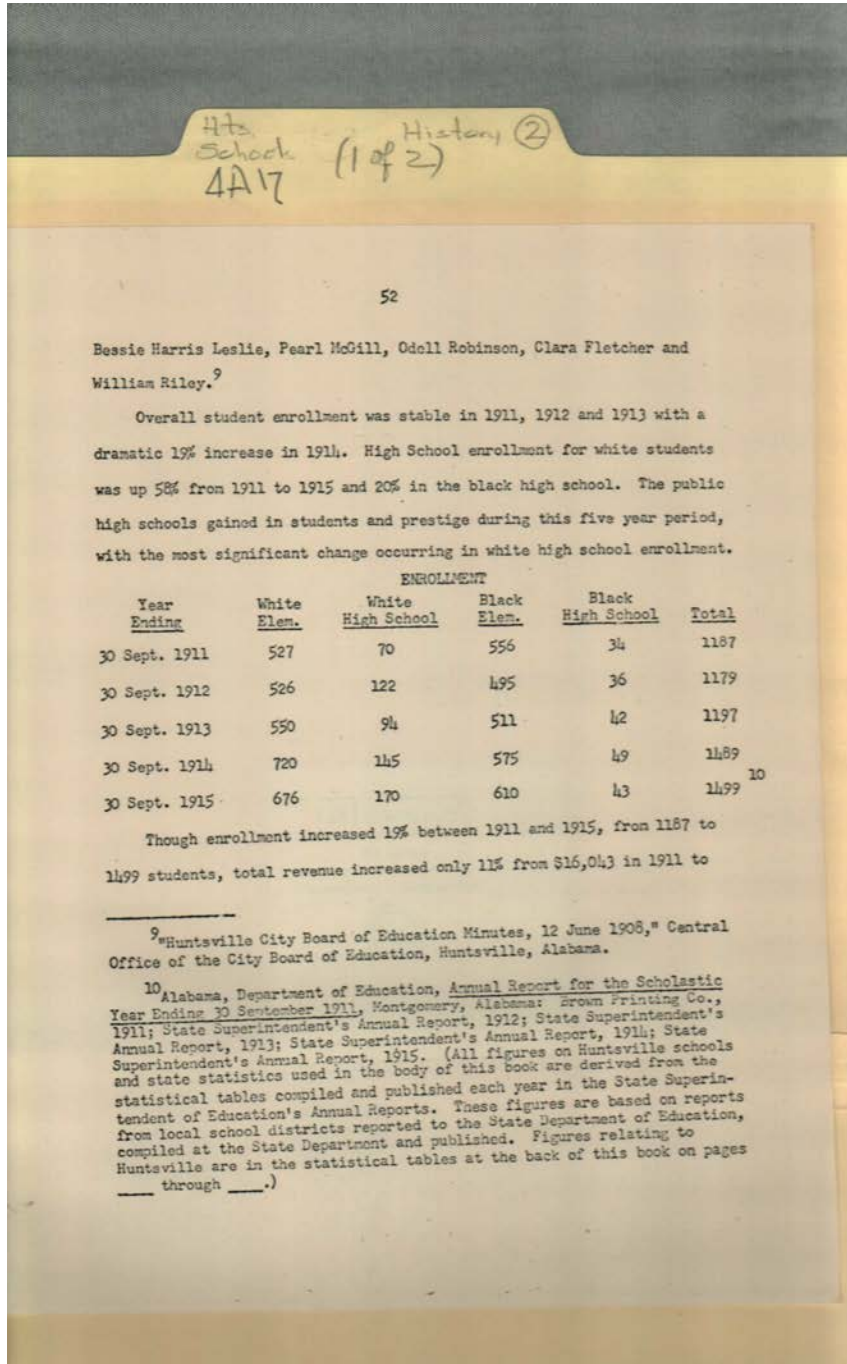 Hts. History ②
School (1 of 2)
4A17
52
Bessie Harris Leslie, Pearl McGill, Odell Robinson, Clara Fletcher and
William Riley.9
Overall student enrollment was stable in 1911, 1912 and 1913 with a
dramatic 19% increase in 1914. High School enrollment for white students
was up 58% from 1911 to 1915 and 20% in the black high school. The public
high schools gained in students and prestige during this five year period,
with the most significant change occurring in white high school enrollment.
ENROLLMENT
Year White White Black Black
Ending Elem. High School Elem. High School Total
30 Sept. 1911 527 70 556 34 1187
30 Sept. 1912 526 122 495 36 1179
30 Sept. 1913 550 94 511 42 1197
30 Sept. 1914 720 145 575 49 1489
30 Sept. 1915 676 170 610 43 1499 10
Though enrollment increased 19% between 1911 and 1915, from 1187 to
1499 students, total revenue increased only 11% from $16,043 in 1911 to
9"Huntsville City Board of Education Minutes, 12 June 1908," Central
Office of the City Board of Education, Huntsville, Alabama.
10Alabama, Department of Education, Annual Report for the Scholastic
Year Ending 30 September 1911, Montgomery, Alabama: Brown Printing Co.,
1911; State Superintendent's Annual Report, 1912; State Superintendent's
Annual Report, 1913; State Superintendent's Annual Report, 1914; State
Superintendent's Annual Report, 1915. (All figures on Huntsville schools
and state statistics used in the body of this book are derived from the
statistical tables compiled and published each year in the State Superin-
tendent of Education's Annual Reports. These figures are based on reports
from local school districts reported to the State Department of Education,
compiled at the State Department and published. Figures relating to
Huntsville are in the statistical tables at the back of this book on pages
____ through ____.)